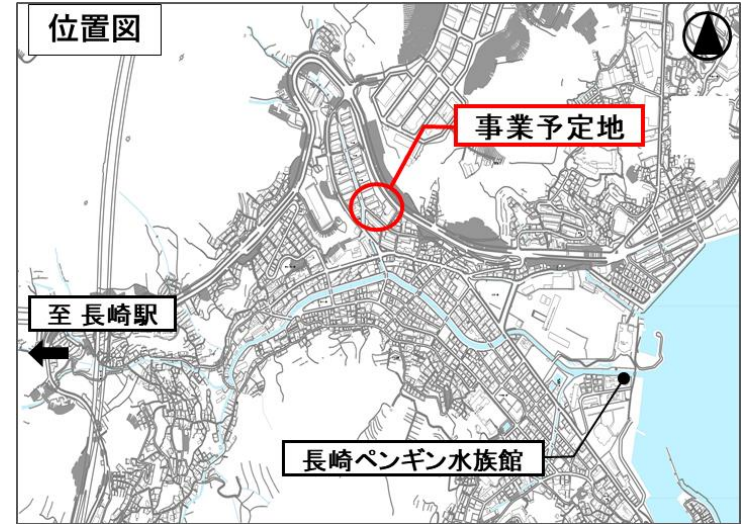 位置図
事業予定地
至 長崎駅
長崎ペンギン水族館